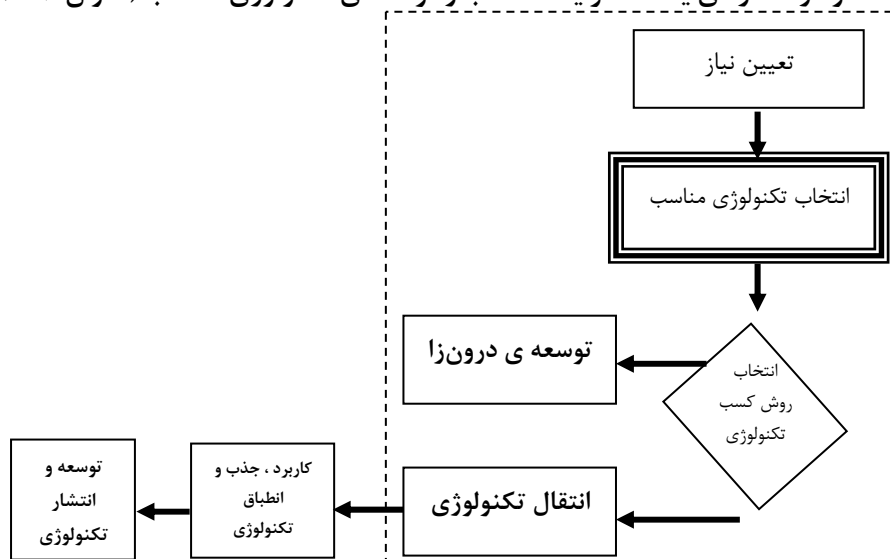 تعیین نیاز
انتخاب تکنولوژی مناسب
انتخاب
روش کسب
تکنولوژی
توسعه ی درون‌زا
انتقال تکنولوژی
کاربرد ، جذب و
انطباق
تکنولوژی
توسعه و
انتشار
تکنولوژی